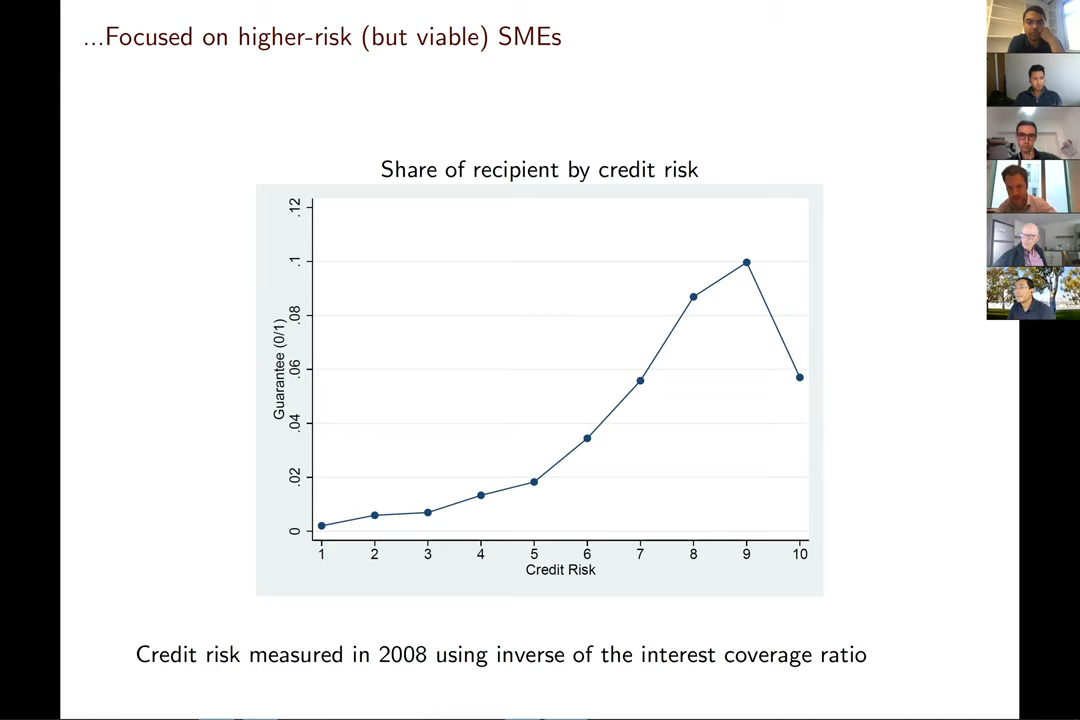 ...Focused on higher-risk (but viable) SMEs
Share of recipient by credit risk
Guarantee (0/1)
.12
.1
.08
.06
.04
.02
0
1 2 3 4 5 6 7 8 9 10
Credit Risk
Credit risk measured in 2008 using inverse of the interest coverage ratio